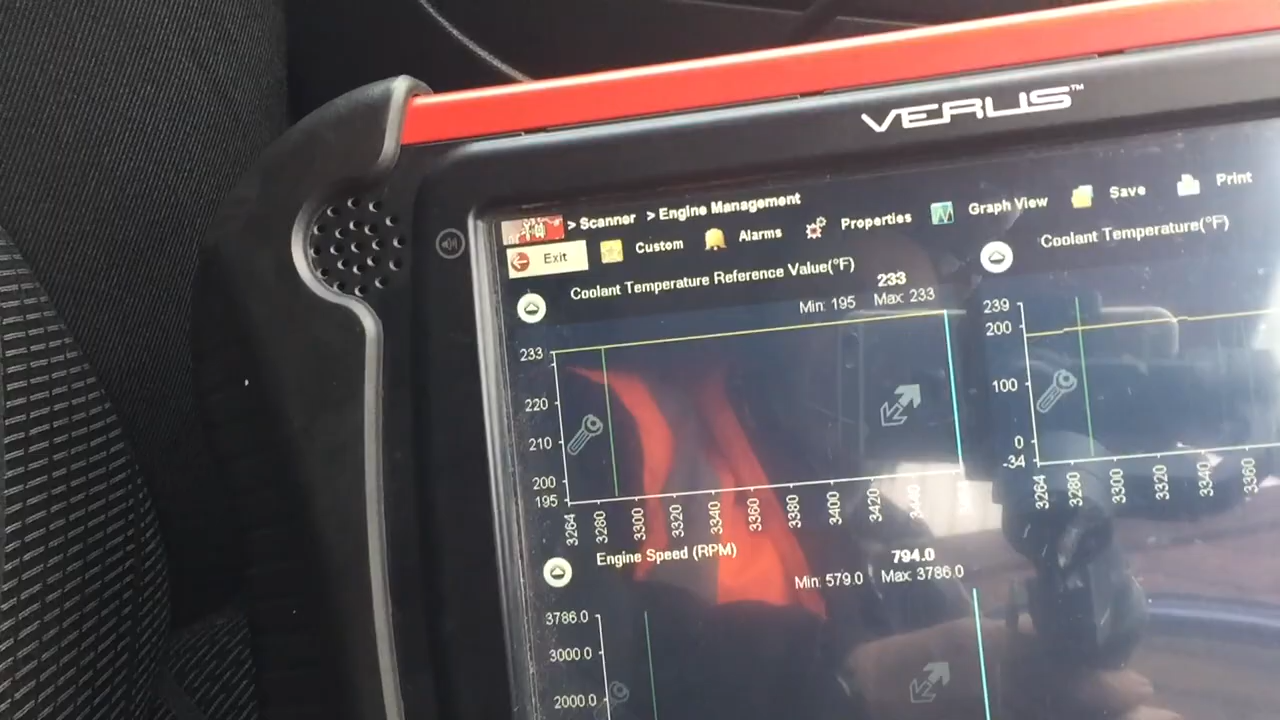 VERUS™
> Scanner > Engine Management
Exit
Custom
Alarms
Properties
Graph View
Save
Print
Coolant Temperature Reference Value(°F)
233
Min: 195 Max: 233
233
220
210
200
195
3264 3280 3300 3320 3340 3360 3380 3400 3420 3440
Coolant Temperature(°F)
239
200
100
0
-34
3264 3280 3300 3320 3340 3360
Engine Speed (RPM)
794.0
Min: 579.0 Max: 3786.0
3786.0
3000.0
2000.0